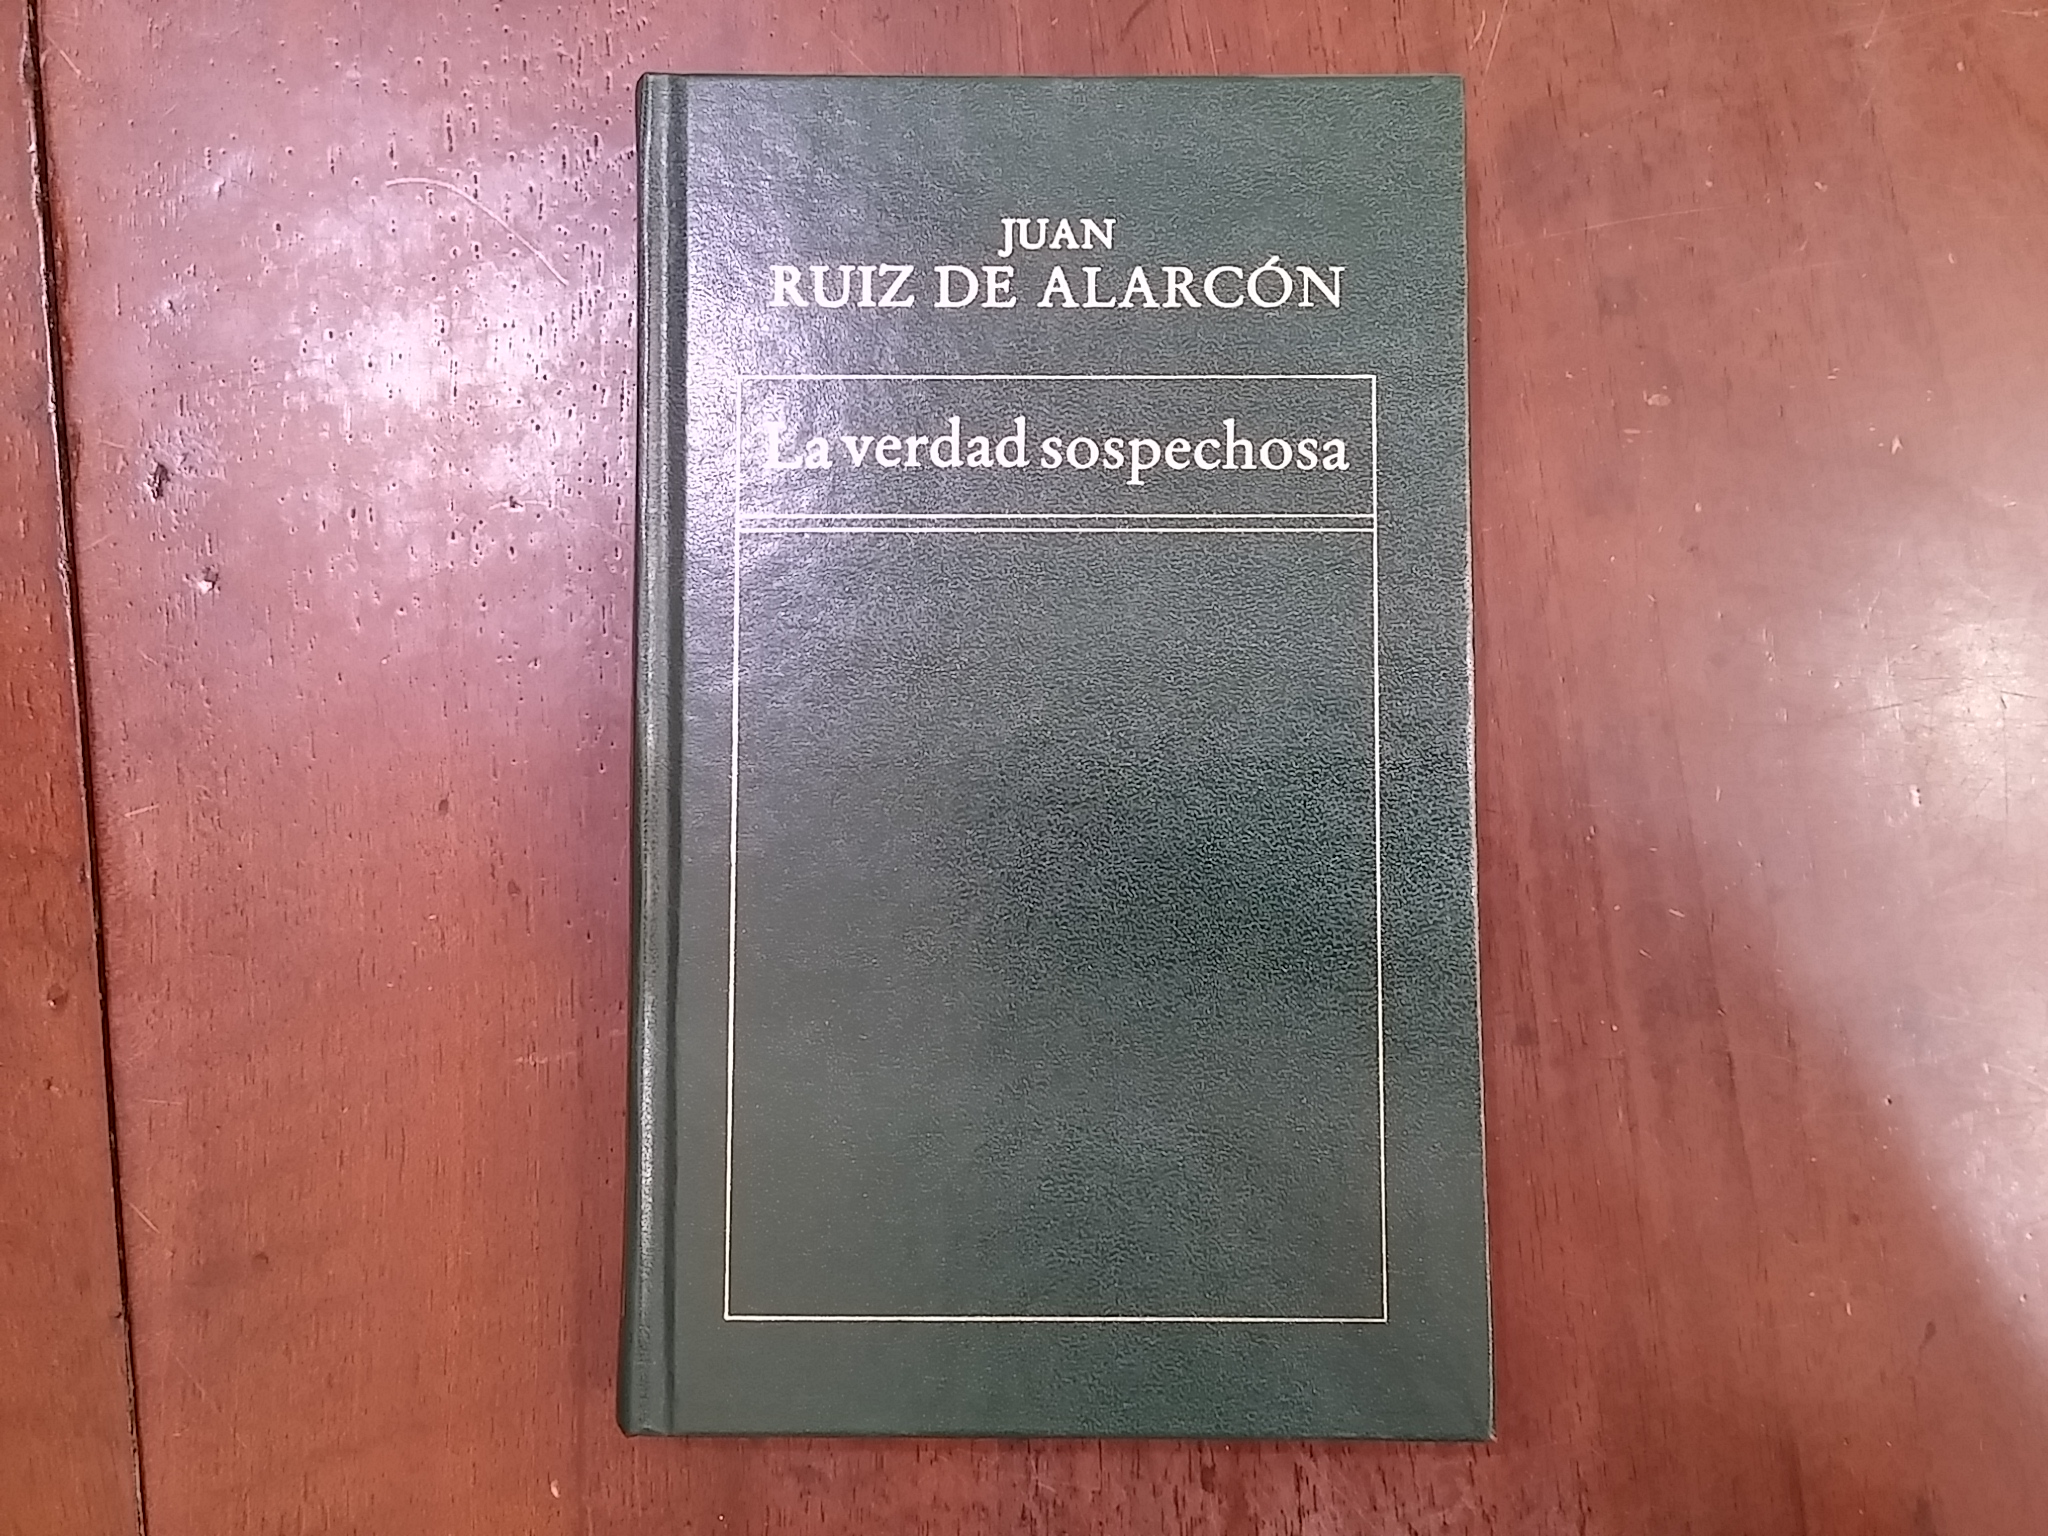 JUAN
RUIZ DE ALARCÓN
La verdad sospechosa